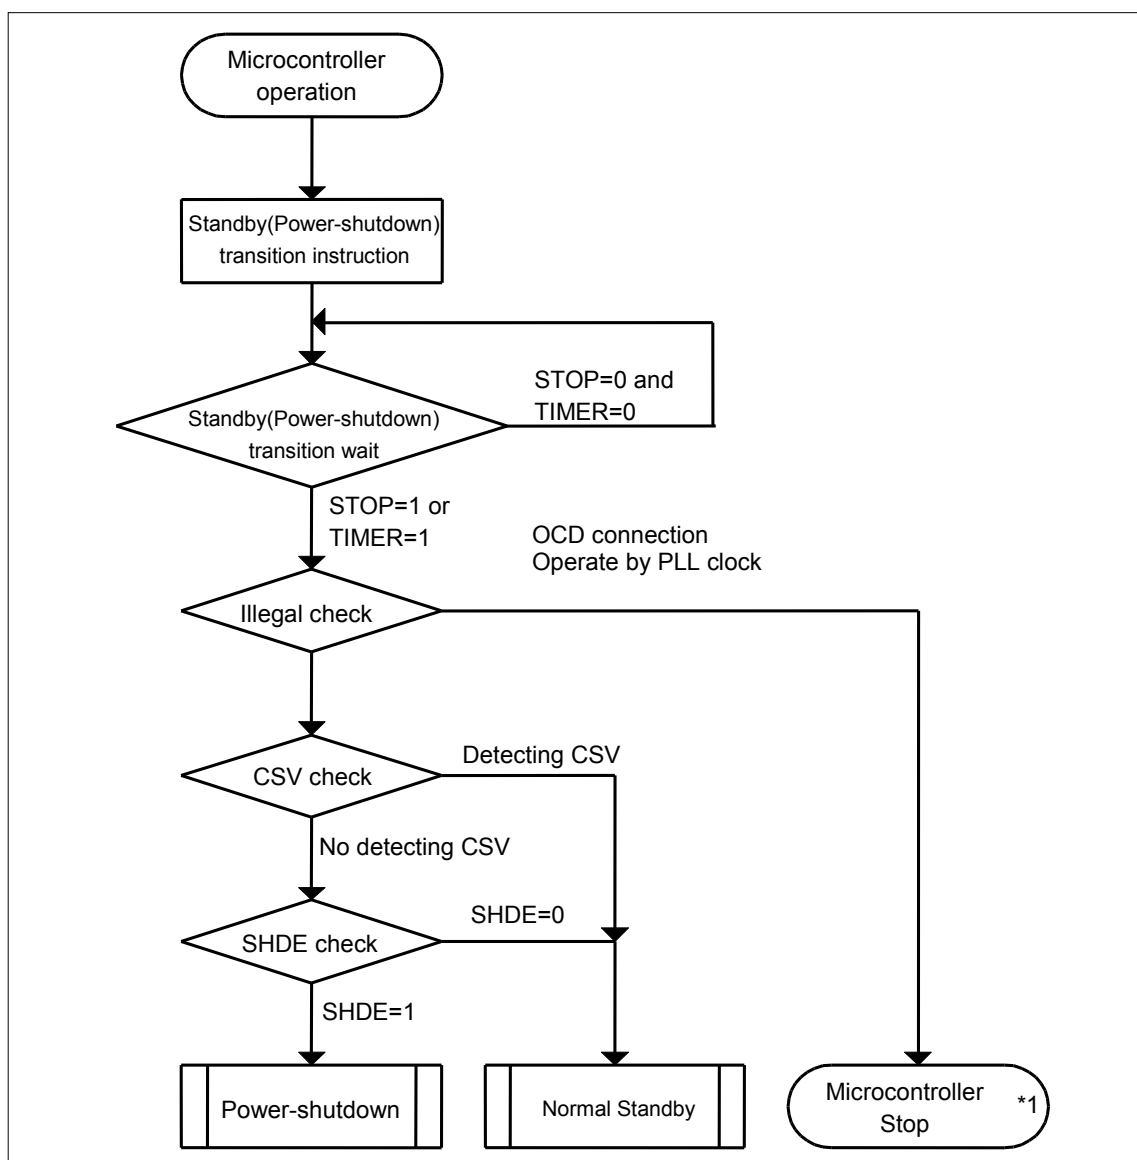 Microcontroller
operation
Standby(Power-shutdown)
transition instruction
STOP=0 and
TIMER=0
Standby(Power-shutdown)
transition wait
STOP=1 or
TIMER=1
OCD connection
Operate by PLL clock
Illegal check
Detecting CSV
CSV check
No detecting CSV
SHDE=0
SHDE check
SHDE=1
Power-shutdown
Normal Standby
Microcontroller
Stop
*1